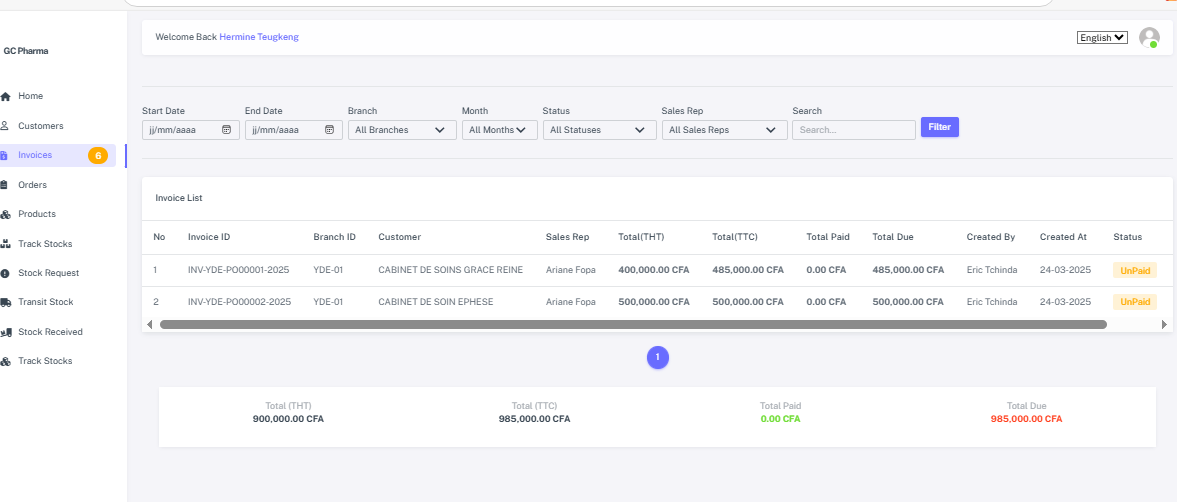 Welcome Back Hermine Teugkeng
English
GC Pharma
Home
Customers
Invoices 6
Orders
Products
Track Stocks
Stock Request
Transit Stock
Stock Received
Track Stocks
Start Date End Date Branch Month Status Sales Rep Search
jj/mm/aaaa jj/mm/aaaa All Branches All Months All Statuses All Sales Reps Search... Filter
Invoice List
No Invoice ID Branch ID Customer Sales Rep Total(THT) Total(TTC) Total Paid Total Due Created By Created At Status
1 INV-YDE-PO00001-2025 YDE-01 CABINET DE SOINS GRACE REINE Ariane Fopa 400,000.00 CFA 485,000.00 CFA 0.00 CFA 485,000.00 CFA Eric Tchinda 24-03-2025 UnPaid
2 INV-YDE-PO00002-2025 YDE-01 CABINET DE SOIN EPHESE Ariane Fopa 500,000.00 CFA 500,000.00 CFA 0.00 CFA 500,000.00 CFA Eric Tchinda 24-03-2025 UnPaid
1
Total (THT) Total (TTC) Total Paid Total Due
900,000.00 CFA 985,000.00 CFA 0.00 CFA 985,000.00 CFA